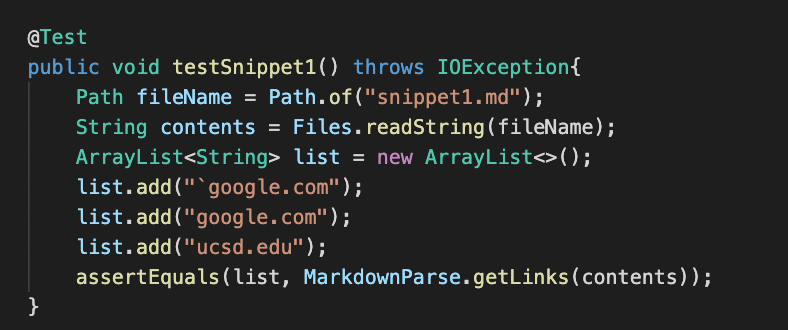 @Test
public void testSnippet1() throws IOException{
    Path fileName = Path.of("snippet1.md");
    String contents = Files.readString(fileName);
    ArrayList<String> list = new ArrayList<>();
    list.add("`google.com");
    list.add("google.com");
    list.add("ucsd.edu");
    assertEquals(list, MarkdownParse.getLinks(contents));
}